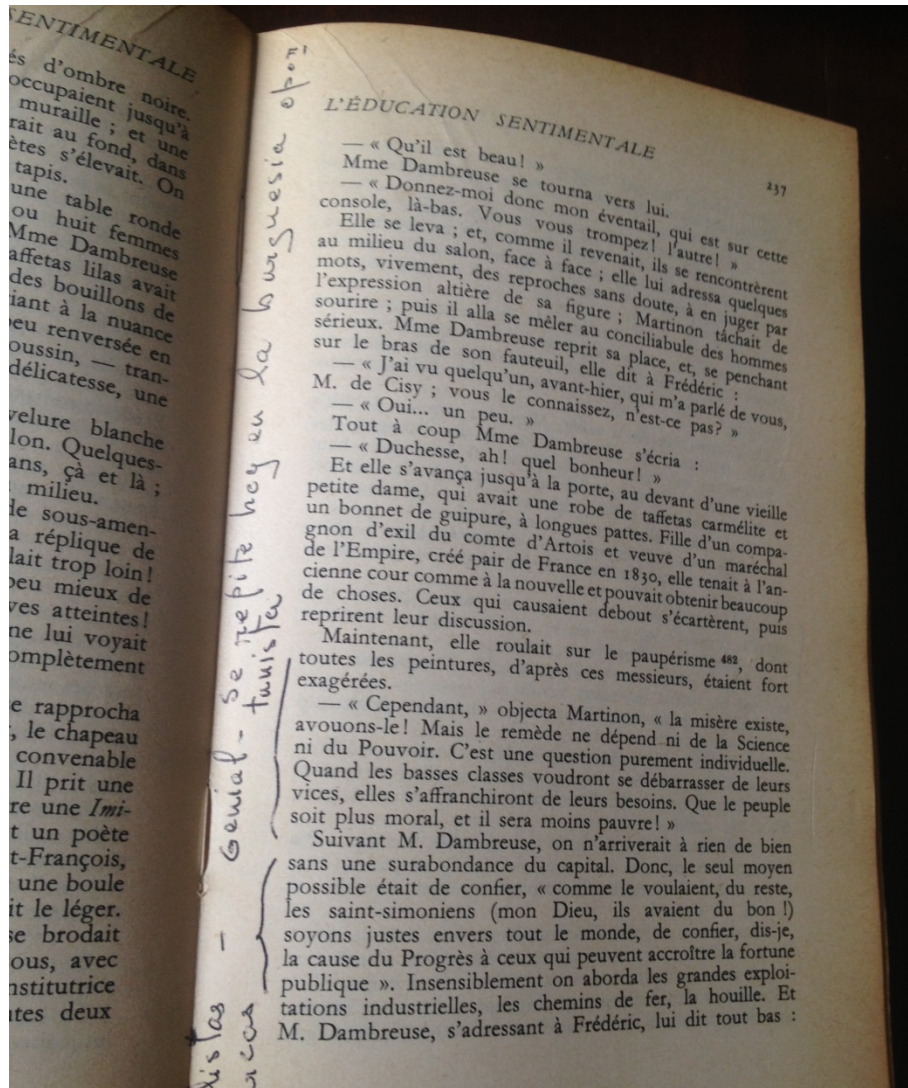 SENTIMENTALE
és d'ombre noire.
occupaient jusqu'à
muraille ; et une
rait au fond, dans
êtes s'élevait. On
tapis.
une table ronde
ou huit femmes
Mme Dambreuse
affetas lilas avait
des bouillons de
riant à la nuance
peu renversée en
oussin, — tran-
délicatesse, une
velure blanche
lon. Quelques-
ans, çà et là ;
milieu.
de sous-amen-
a réplique de
lait trop loin!
peu mieux de
ves atteintes!
ne lui voyait
omplètement
e rapprocha
, le chapeau
convenable
Il prit une
re une Imi-
t un poète
t-François,
une boule
it le léger.
se brodait
ous, avec
nstitutrice
ntes deux
Genial - se repite hoy en la burguesia opor=
tunista
L'ÉDUCATION SENTIMENTALE
237
— « Qu'il est beau! »
Mme Dambreuse se tourna vers lui.
— « Donnez-moi donc mon éventail, qui est sur cette
console, là-bas. Vous vous trompez! l'autre! »
Elle se leva ; et, comme il revenait, ils se rencontrèrent
au milieu du salon, face à face ; elle lui adressa quelques
mots, vivement, des reproches sans doute, à en juger par
l'expression altière de sa figure ; Martinon tâchait de
sourire ; puis il alla se mêler au conciliabule des hommes
sérieux. Mme Dambreuse reprit sa place, et, se penchant
sur le bras de son fauteuil, elle dit à Frédéric :
— « J'ai vu quelqu'un, avant-hier, qui m'a parlé de vous,
M. de Cisy ; vous le connaissez, n'est-ce pas? »
— « Oui... un peu. »
Tout à coup Mme Dambreuse s'écria :
— « Duchesse, ah! quel bonheur! »
Et elle s'avança jusqu'à la porte, au devant d'une vieille
petite dame, qui avait une robe de taffetas carmélite et
un bonnet de guipure, à longues pattes. Fille d'un compa-
gnon d'exil du comte d'Artois et veuve d'un maréchal
de l'Empire, créé pair de France en 1830, elle tenait à l'an-
cienne cour comme à la nouvelle et pouvait obtenir beaucoup
de choses. Ceux qui causaient debout s'écartèrent, puis
reprirent leur discussion.
Maintenant, elle roulait sur le paupérisme 482, dont
toutes les peintures, d'après ces messieurs, étaient fort
exagérées.
— « Cependant, » objecta Martinon, « la misère existe,
avouons-le! Mais le remède ne dépend ni de la Science
ni du Pouvoir. C'est une question purement individuelle.
Quand les basses classes voudront se débarrasser de leurs
vices, elles s'affranchiront de leurs besoins. Que le peuple
soit plus moral, et il sera moins pauvre! »
Suivant M. Dambreuse, on n'arriverait à rien de bien
sans une surabondance du capital. Donc, le seul moyen
possible était de confier, « comme le voulaient, du reste,
les saint-simoniens (mon Dieu, ils avaient du bon !)
soyons justes envers tout le monde, de confier, dis-je,
la cause du Progrès à ceux qui peuvent accroître la fortune
publique ». Insensiblement on aborda les grandes exploi-
tations industrielles, les chemins de fer, la houille. Et
M. Dambreuse, s'adressant à Frédéric, lui dit tout bas :